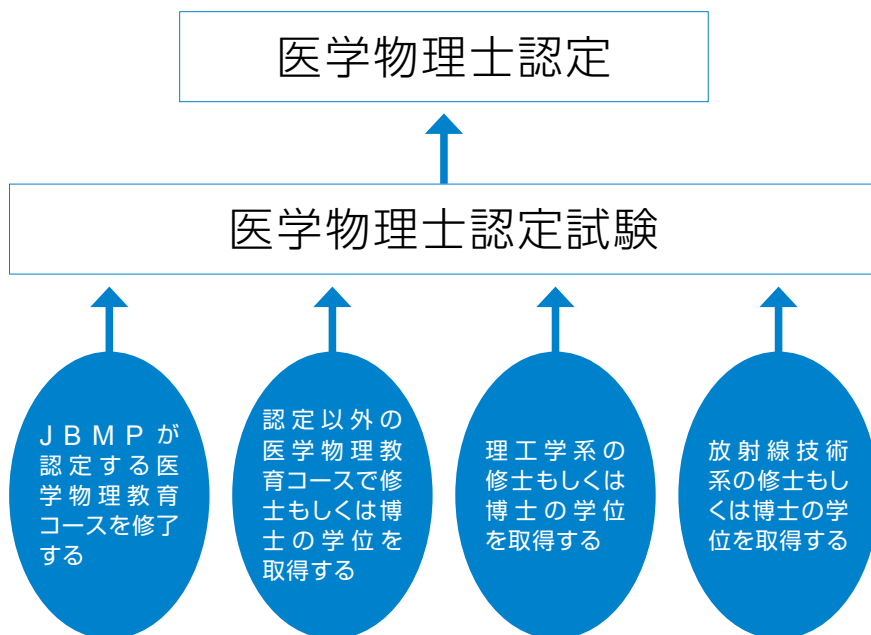 医学物理士認定
医学物理士認定試験
JBMPが
認定する医
学物理教育
コースを修了
する
認定以外の
医学物理教
育コースで修
士もしくは博
士の学位を
取得する
理工学系の
修士もしくは
博士の学位
を取得する
放射線技術
系の修士もし
くは博士の学
位を取得する